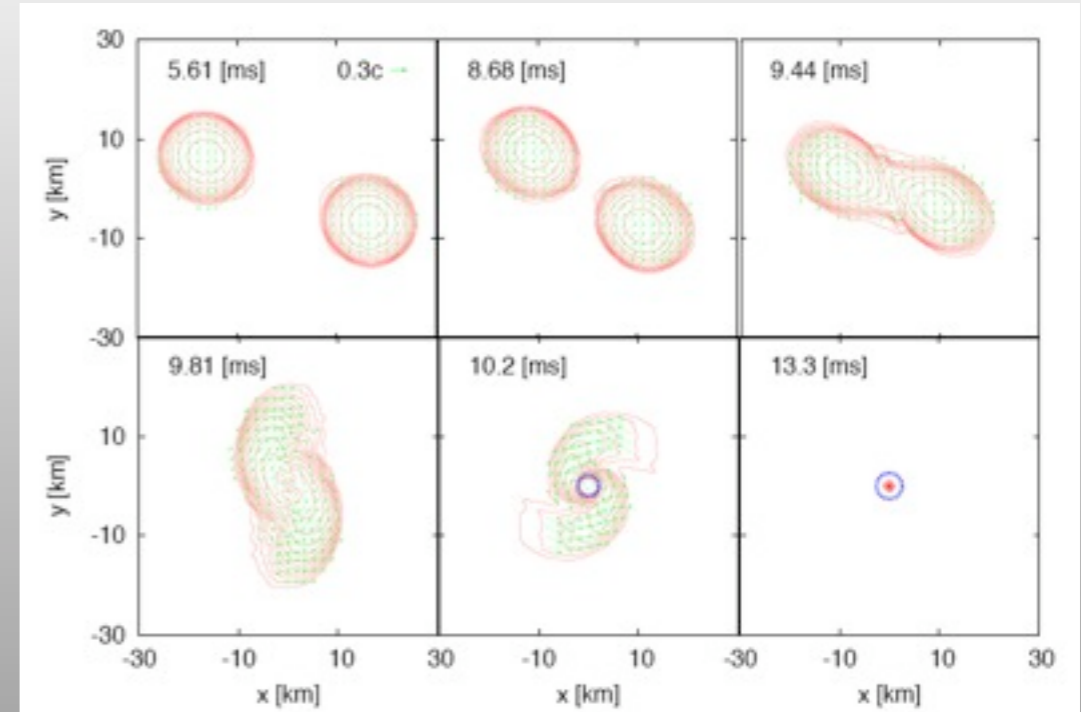 30
5.61 [ms] 0.3c
8.68 [ms]
9.44 [ms]
10
y [km]
-10
-30
9.81 [ms]
10.2 [ms]
13.3 [ms]
10
y [km]
-10
-30
-30 -10 10 30 -10 10 -30 -10 10 30
x [km] x [km] x [km]